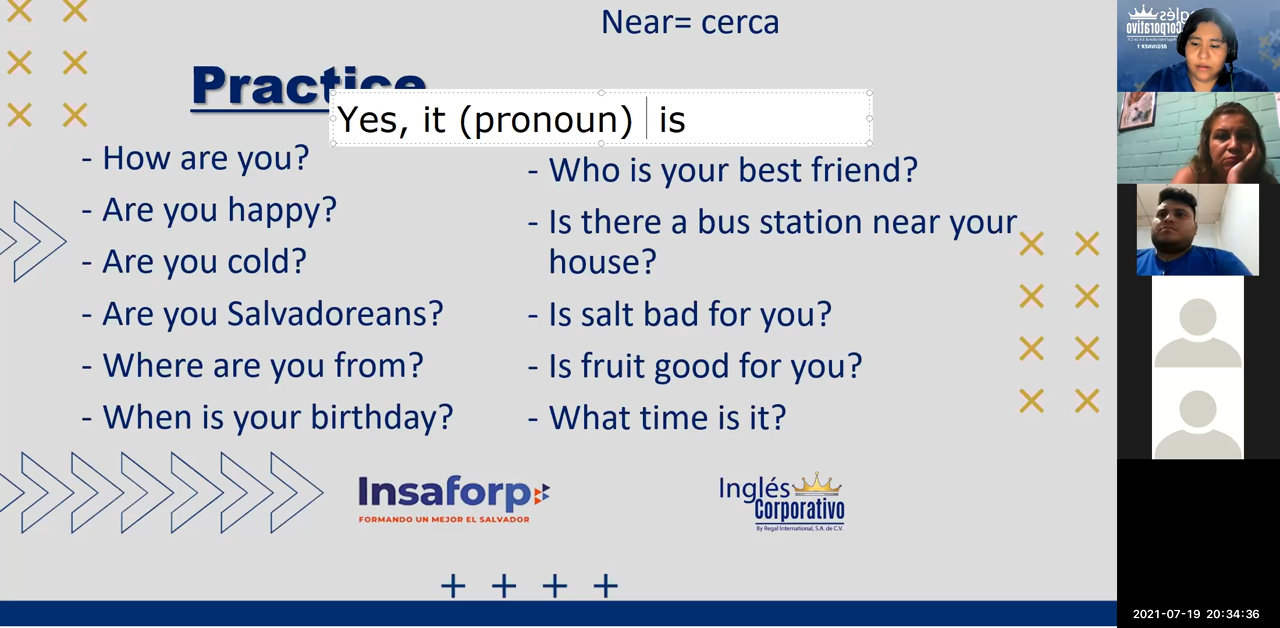 Near= cerca
Practice
Yes, it (pronoun) is
- How are you?
- Are you happy?
- Are you cold?
- Are you Salvadoreans?
- Where are you from?
- When is your birthday?
- Who is your best friend?
- Is there a bus station near your
house?
- Is salt bad for you?
- Is fruit good for you?
- What time is it?
Insaforp
FORMANDO UN MEJOR EL SALVADOR
Inglés
Corporativo
By Regal International, S.A. de C.V.
Inglés
Corporativo
2021-07-19 20:34:36